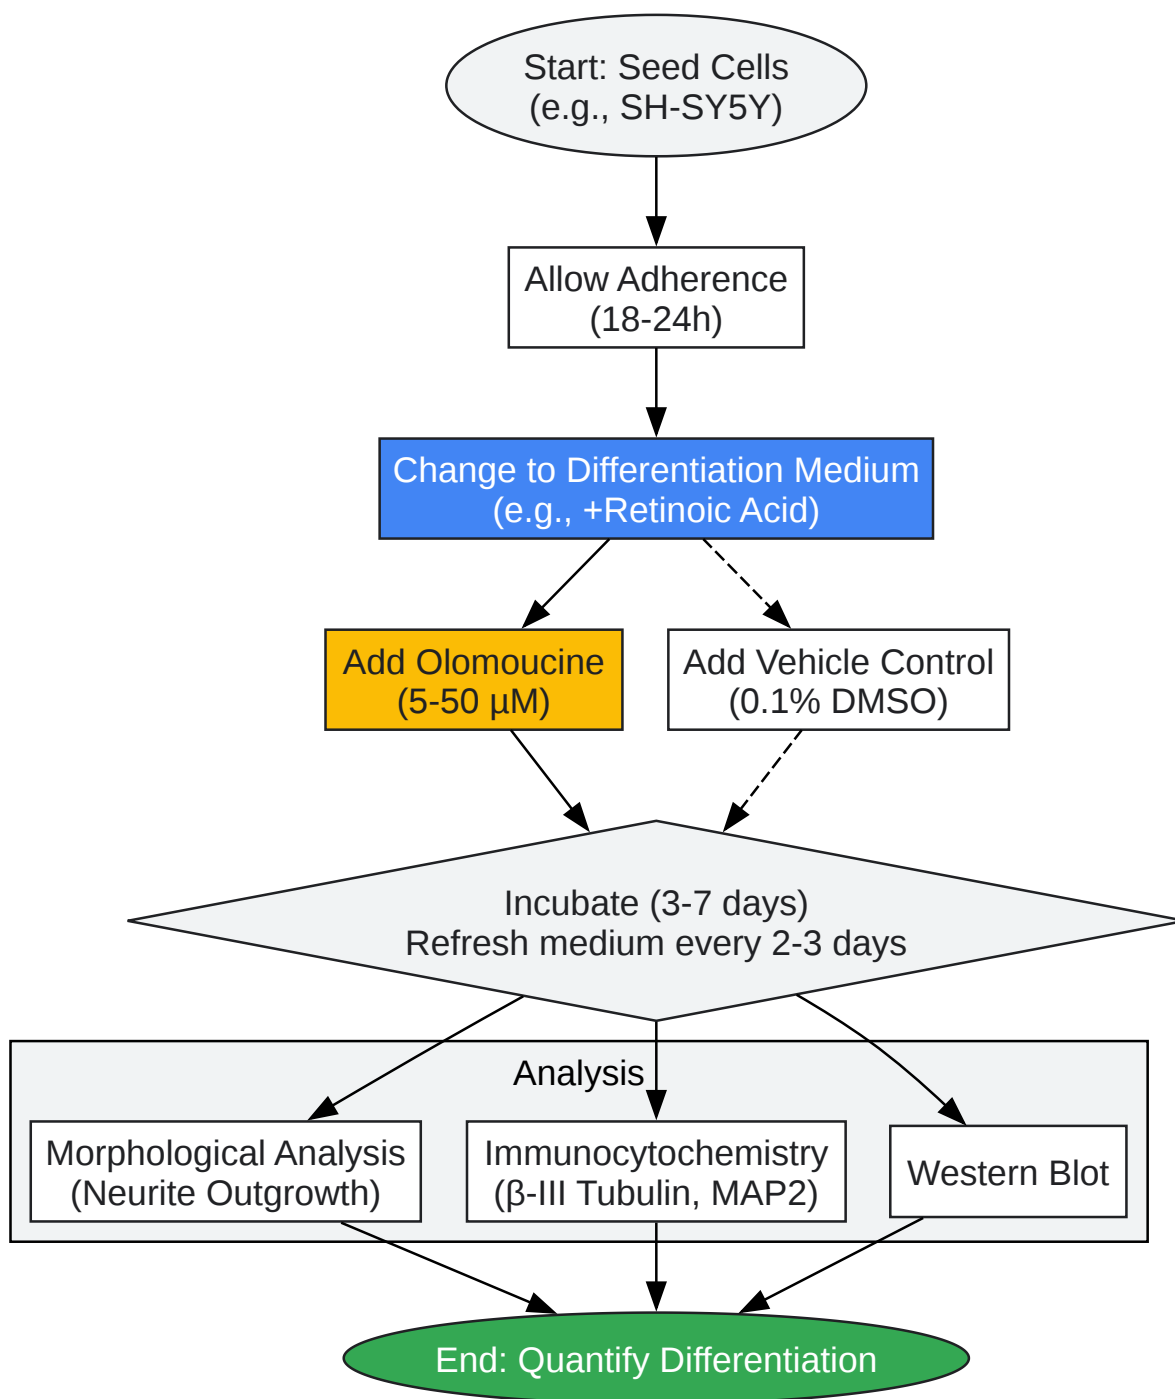 Start: Seed Cells
(e.g., SH-SY5Y)
Allow Adherence
(18-24h)
Change to Differentiation Medium
(e.g., +Retinoic Acid)
Add Olomoucine
(5-50 µM)
Add Vehicle Control
(0.1% DMSO)
Incubate (3-7 days)
Refresh medium every 2-3 days
Analysis
Morphological Analysis
(Neurite Outgrowth)
Immunocytochemistry
(β-III Tubulin, MAP2)
Western Blot
End: Quantify Differentiation